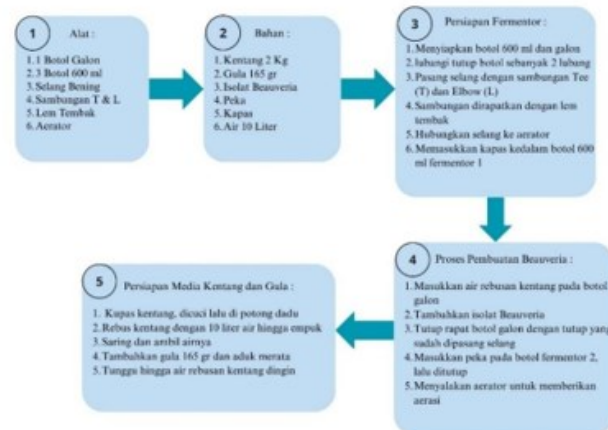 1
Alat :
1. 1 Botol Galon
2. 3 Botol 600 ml
3. Selang Bening
4. Sambungan T & L
5. Lem Tembak
6. Aerator
2
Bahan :
1. Kentang 2 Kg
2. Gula 165 gr
3. Isolat Beauveria
4. Peka
5. Kapas
6. Air 10 Liter
3
Persiapan Fermentor :
1. Menyiapkan botol 600 ml dan galon
2. lubangi tutup botol sebanyak 2 lubang
3. Pasang selang dengan sambungan Tee
(T) dan Elbow (L)
4. Sambungan dirapatkan dengan lem
tembak
5. Hubungkan selang ke aerator
6. Memasukkan kapas kedalam botol 600
ml fermentor 1
4
Proses Pembuatan Beauveria :
1. Masukkan air rebusan kentang pada botol
galon
2. Tambahkan isolat Beauveria
3. Tutup rapat botol galon dengan tutup yang
sudah dipasang selang
4. Masukkan peka pada botol fermentor 2,
lalu ditutup
5. Menyalakan aerator untuk memberikan
aerasi
5
Persiapan Media Kentang dan Gula :
1. Kupas kentang, dicuci lalu di potong dadu
2. Rebus kentang dengan 10 liter air hingga empuk
3. Saring dan ambil airnya
4. Tambahkan gula 165 gr dan aduk merata
5. Tunggu hingga air rebusan kentang dingin